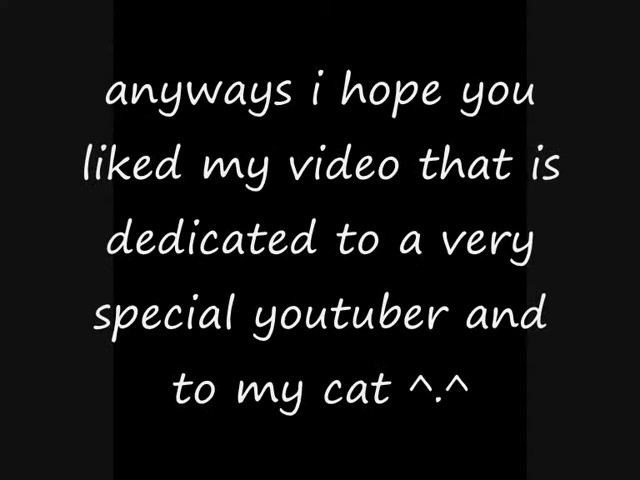 anyways i hope you
liked my video that is
dedicated to a very
special youtuber and
to my cat ^.^